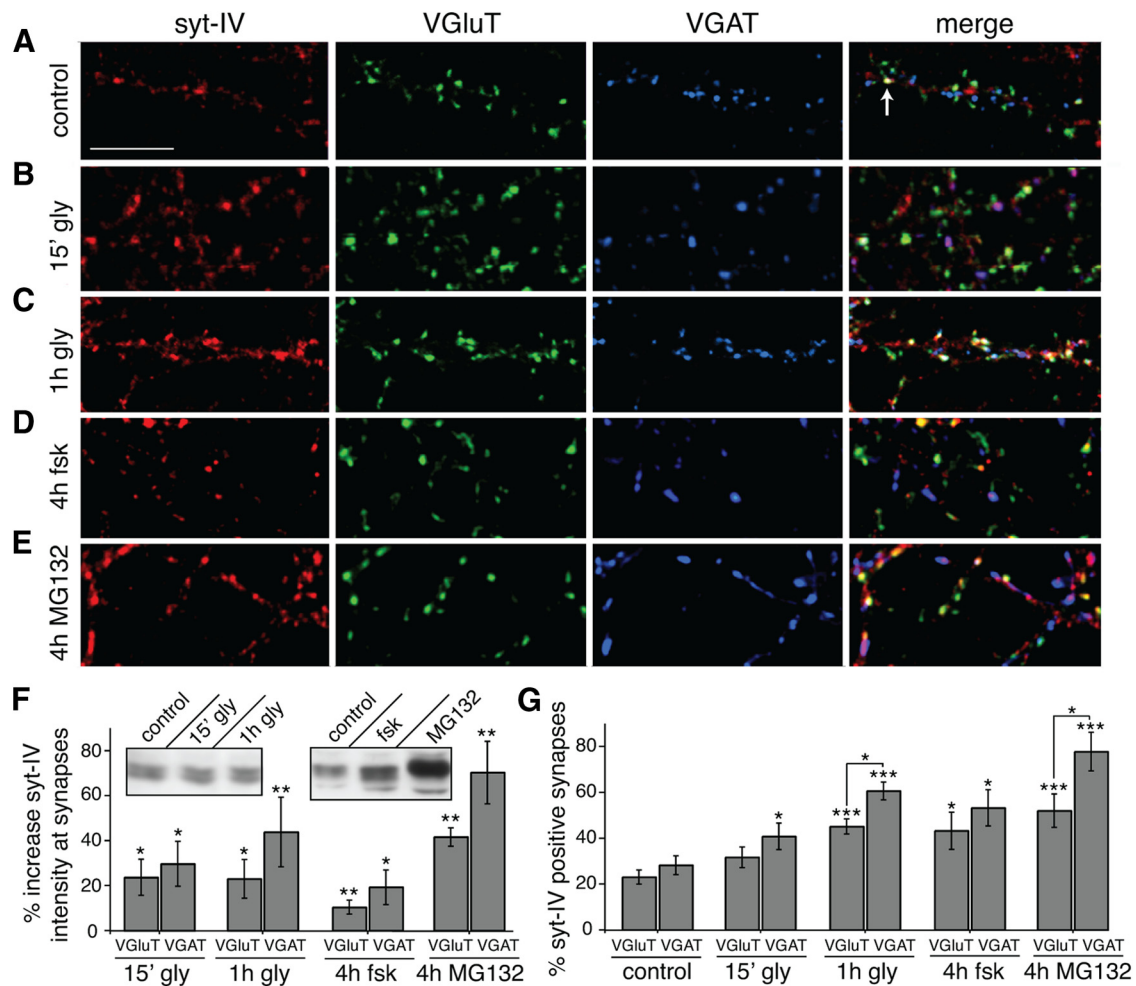 syt-IV VGluT VGAT merge
A
control
B
15' gly
C
1h gly
D
4h fsk
E
4h MG132
F
control 15' gly 1h gly
control fsk MG132
% increase syt-IV
intensity at synapses
80
60
40
20
0
* * * ** ** * ** **
VGluT VGAT VGluT VGAT VGluT VGAT VGluT VGAT
15' gly 1h gly 4h fsk 4h MG132
G
% syt-IV positive synapses
80
60
40
20
0
* *** * *** * * *** * ***
VGluT VGAT VGluT VGAT VGluT VGAT VGluT VGAT VGluT VGAT
control 15' gly 1h gly 4h fsk 4h MG132